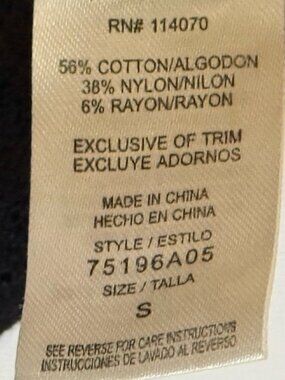 RN# 114070
56% COTTON/ALGODON
38% NYLON/NILON
6% RAYON/RAYON
EXCLUSIVE OF TRIM
EXCLUYE ADORNOS
MADE IN CHINA
HECHO EN CHINA
STYLE / ESTILO
75196A05
SIZE / TALLA
S
SEE REVERSE FOR CARE INSTRUCTIONS
INSTRUCCIONES DE LAVADO AL REVERSO